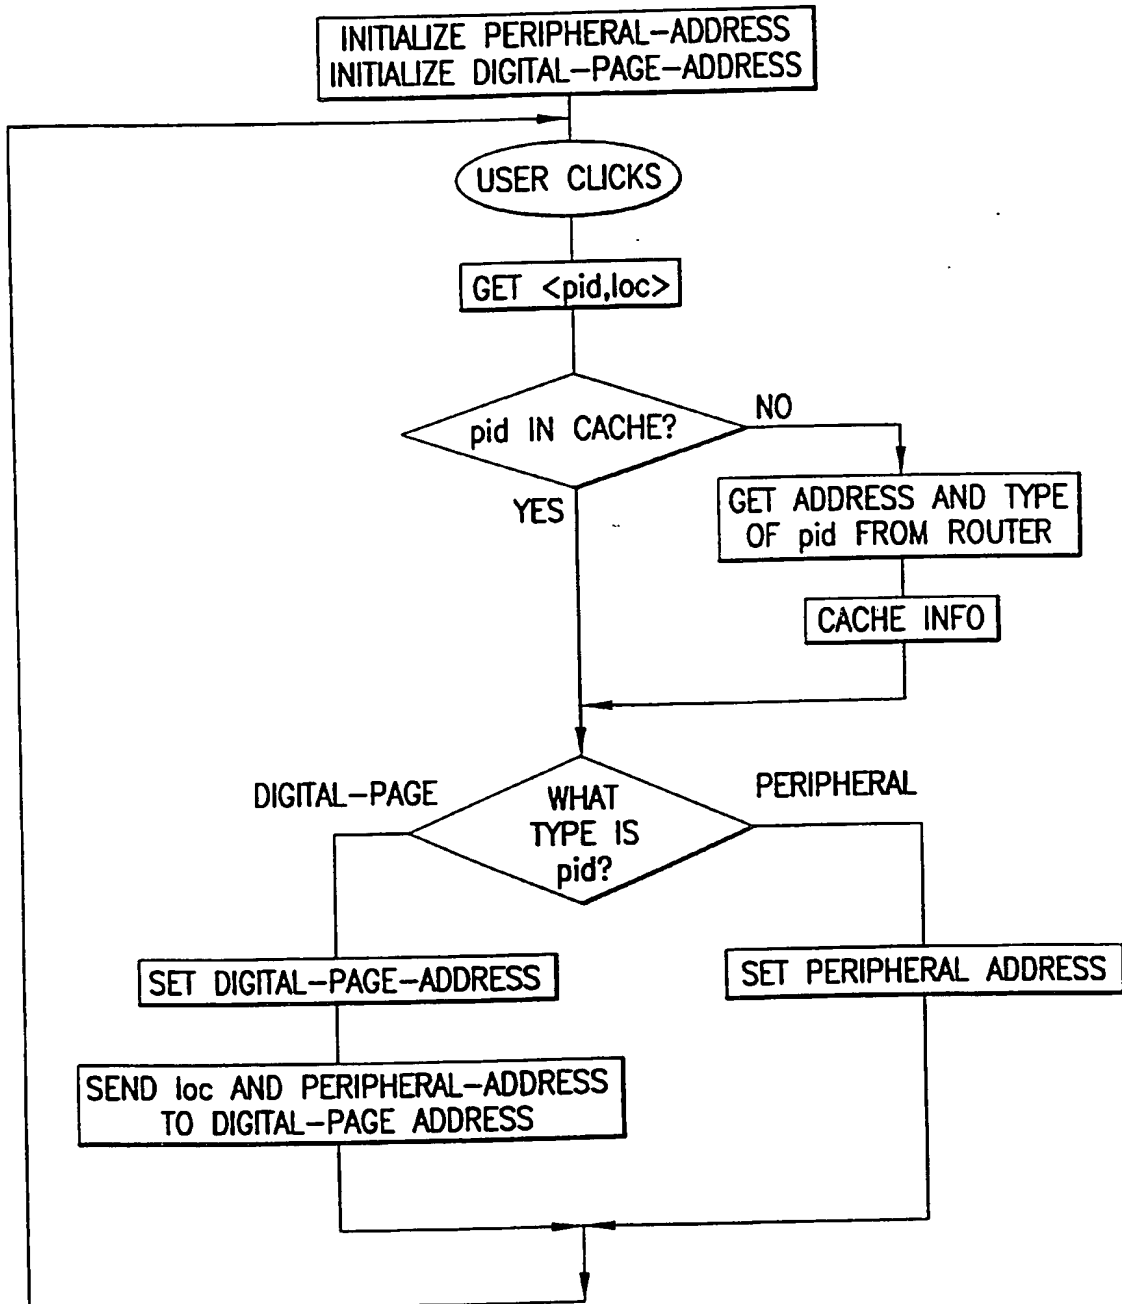 INITIALIZE PERIPHERAL-ADDRESS
INITIALIZE DIGITAL-PAGE-ADDRESS
USER CLICKS
GET <pid,loc>
pid IN CACHE?
NO
YES
GET ADDRESS AND TYPE
OF pid FROM ROUTER
CACHE INFO
DIGITAL-PAGE
WHAT
TYPE IS
pid?
PERIPHERAL
SET DIGITAL-PAGE-ADDRESS
SET PERIPHERAL ADDRESS
SEND loc AND PERIPHERAL-ADDRESS
TO DIGITAL-PAGE ADDRESS